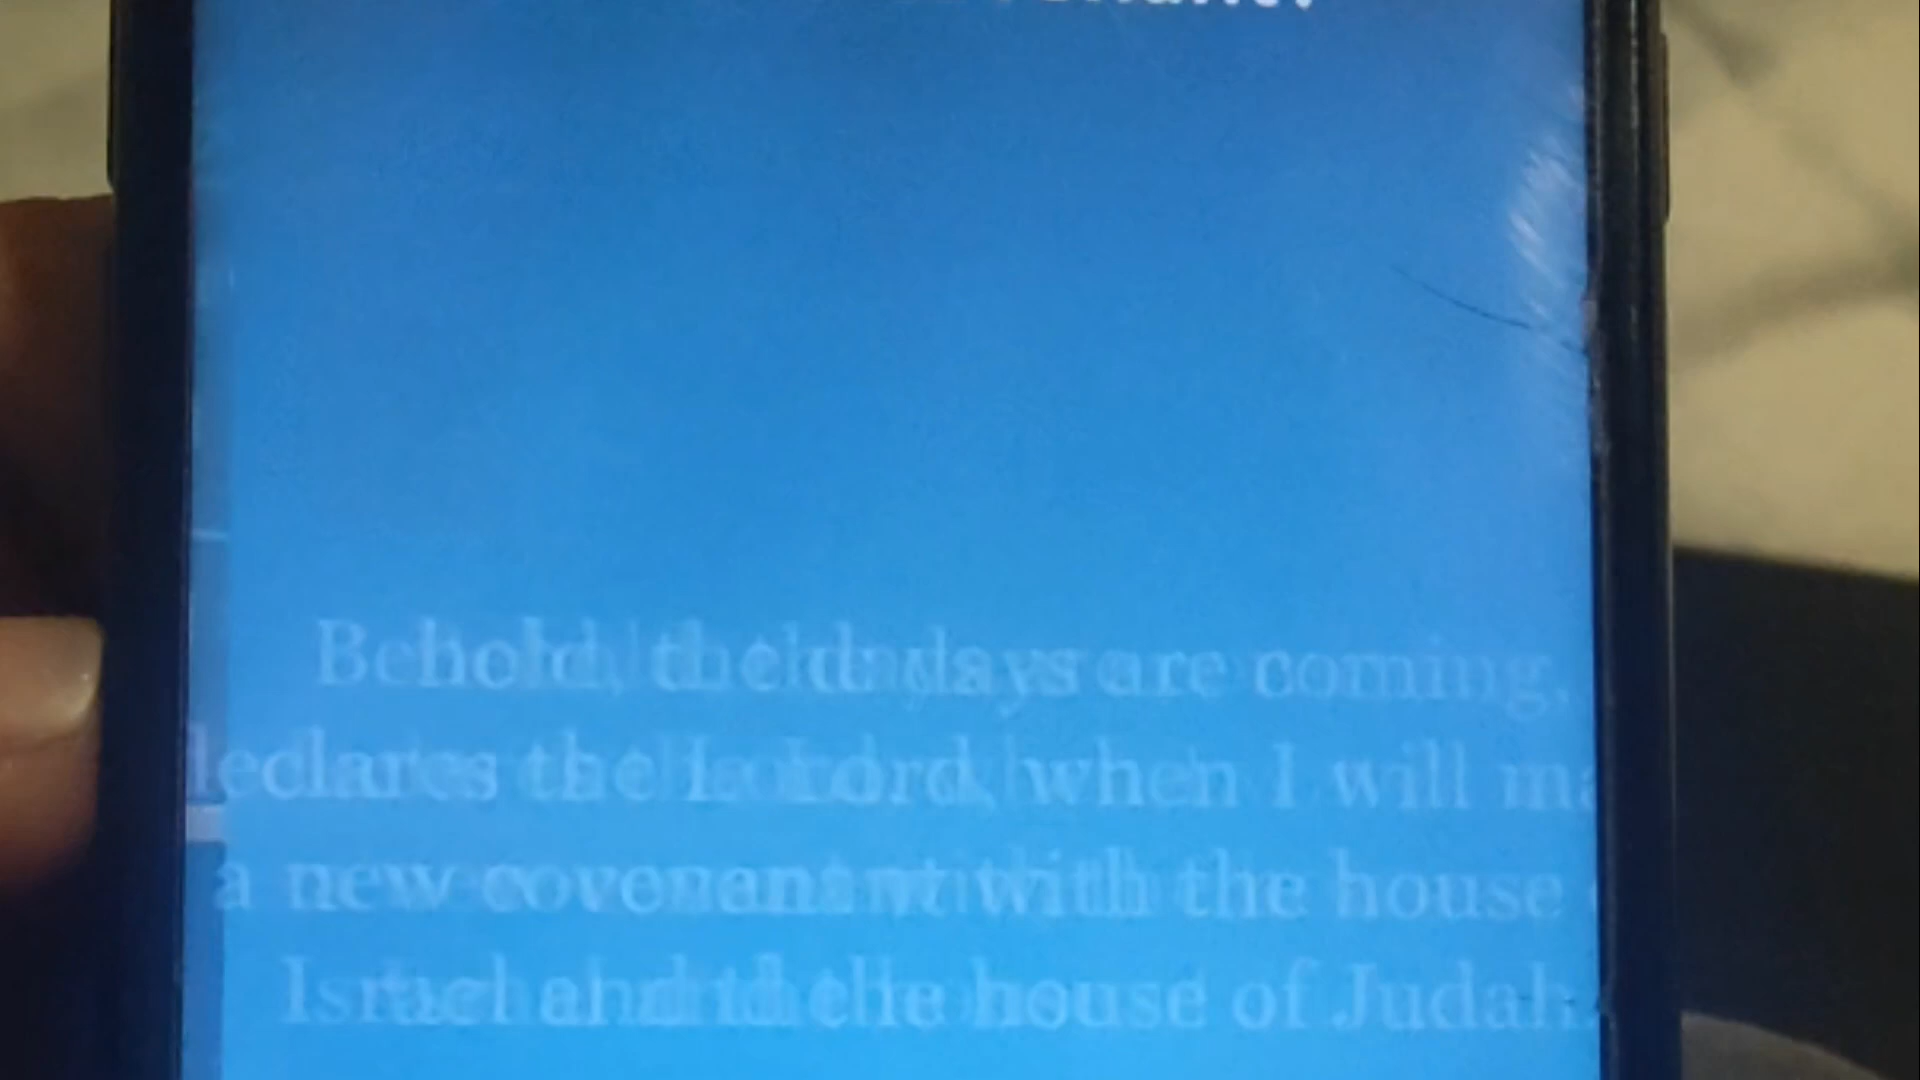 Behold, the days are coming,
declares the Lord, when I will
a new covenant with the house
Israel and the house of Judah